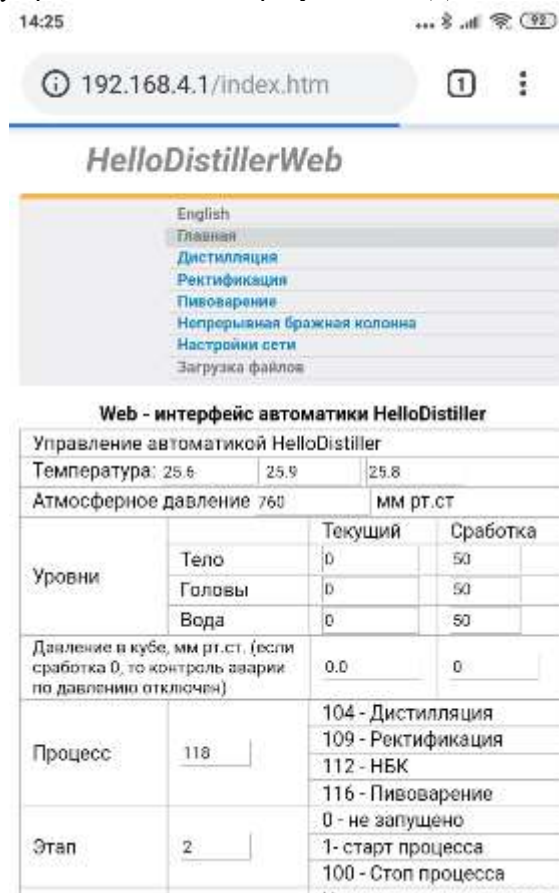 14:25
92
192.168.4.1/index.htm
1
HelloDistillerWeb
English
Главная
Дистилляция
Ректификация
Пивоварение
Непрерывная бражная колонна
Настройки сети
Загрузка файлов
Web - интерфейс автоматики HelloDistiller
Управление автоматикой HelloDistiller
Температура: 25.6 25.9 25.8
Атмосферное давление 760 мм рт.ст
Текущий Сработка
Уровни
Тело 0 50
Головы 0 50
Вода 0 50
Давление в кубе, мм рт.ст. (если
сработка 0, то контроль аварии
по давлению отключен)
0.0 0
Процесс 118
104 - Дистилляция
109 - Ректификация
112 - НБК
116 - Пивоварение
Этап 2
0 - не запущено
1- старт процесса
100 - Стоп процесса